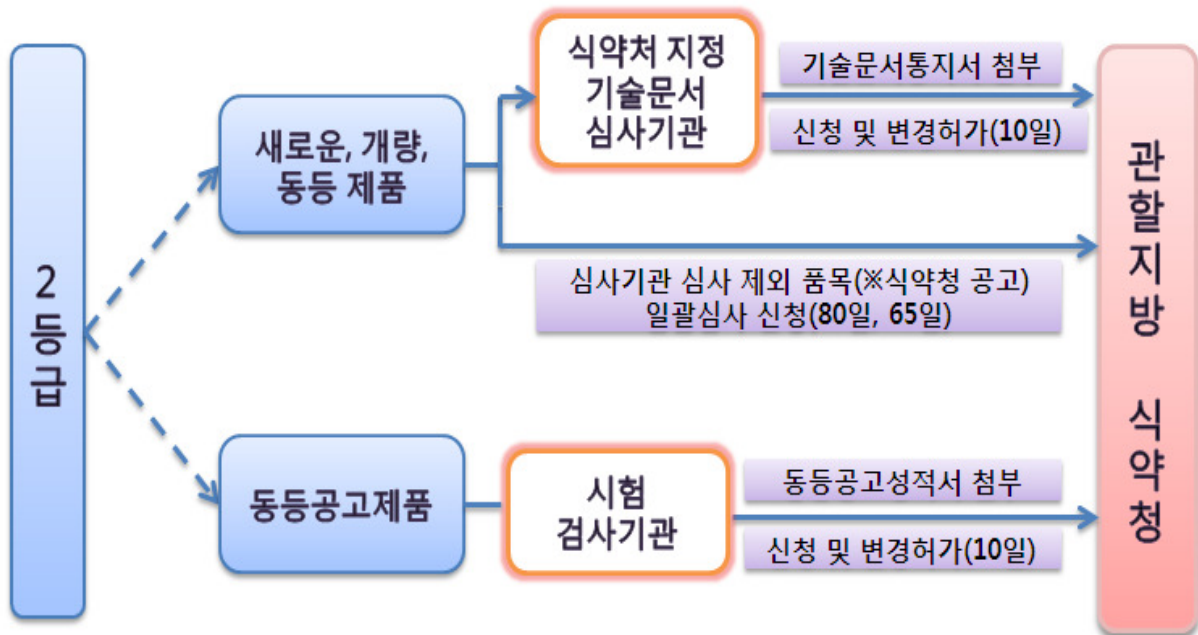 2
등
급
새로운, 개량,
동등 제품
식약처 지정
기술문서
심사기관
기술문서통지서 첨부
신청 및 변경허가(10일)
심사기관 심사 제외 품목(※식약청 공고)
일괄심사 신청(80일, 65일)
동등공고제품
시험
검사기관
동등공고성적서 첨부
신청 및 변경허가(10일)
관
할
지
방
식
약
청